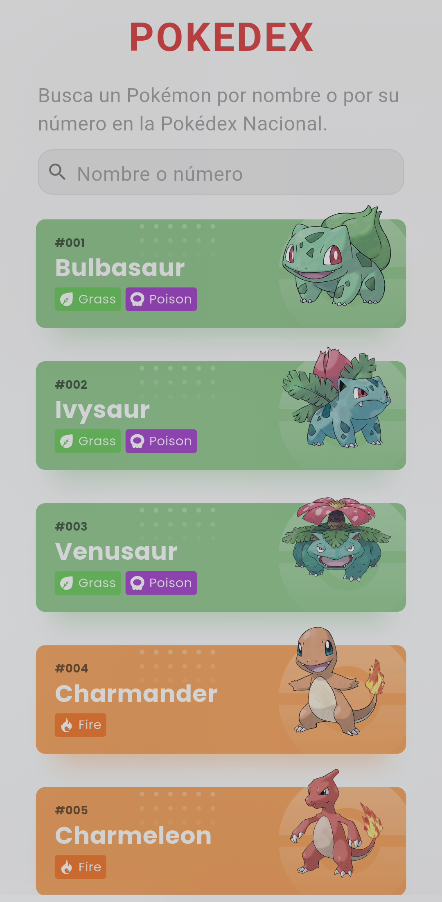 POKEDEX
Busca un Pokémon por nombre o por su
número en la Pokédex Nacional.
Nombre o número
#001
Bulbasaur
Grass Poison
#002
Ivysaur
Grass Poison
#003
Venusaur
Grass Poison
#004
Charmander
Fire
#005
Charmeleon
Fire